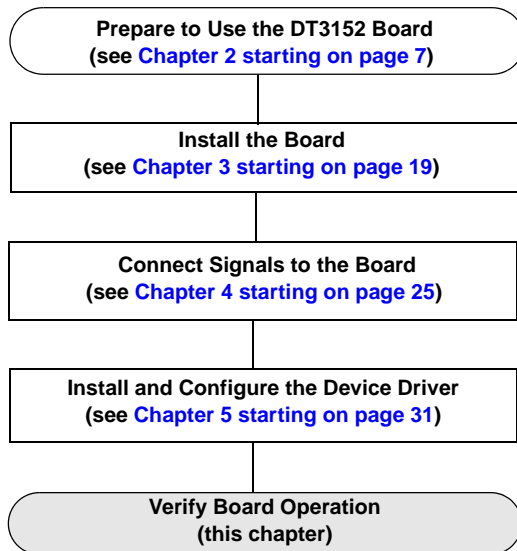 Prepare to Use the DT3152 Board
(see Chapter 2 starting on page 7)
Install the Board
(see Chapter 3 starting on page 19)
Connect Signals to the Board
(see Chapter 4 starting on page 25)
Install and Configure the Device Driver
(see Chapter 5 starting on page 31)
Verify Board Operation
(this chapter)